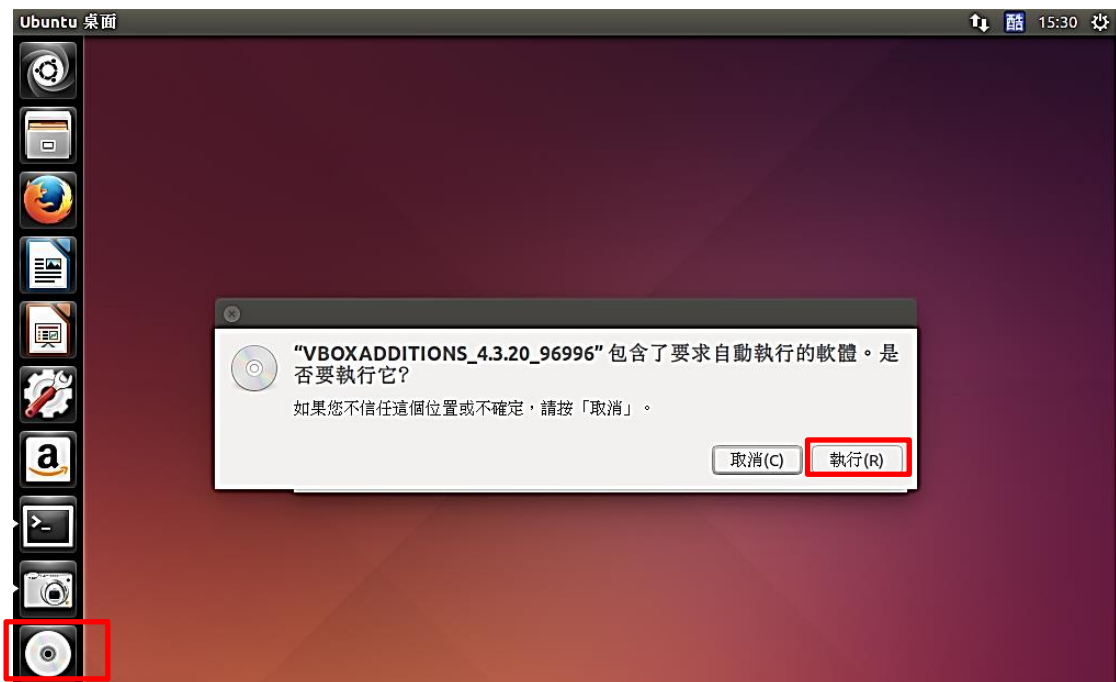 Ubuntu 桌面
酷 15:30
“VBOXADDITIONS_4.3.20_96996” 包含了要求自動執行的軟體。是
否要執行它?
如果您不信任這個位置或不確定，請按「取消」。
取消(C) 執行(R)
a
>_